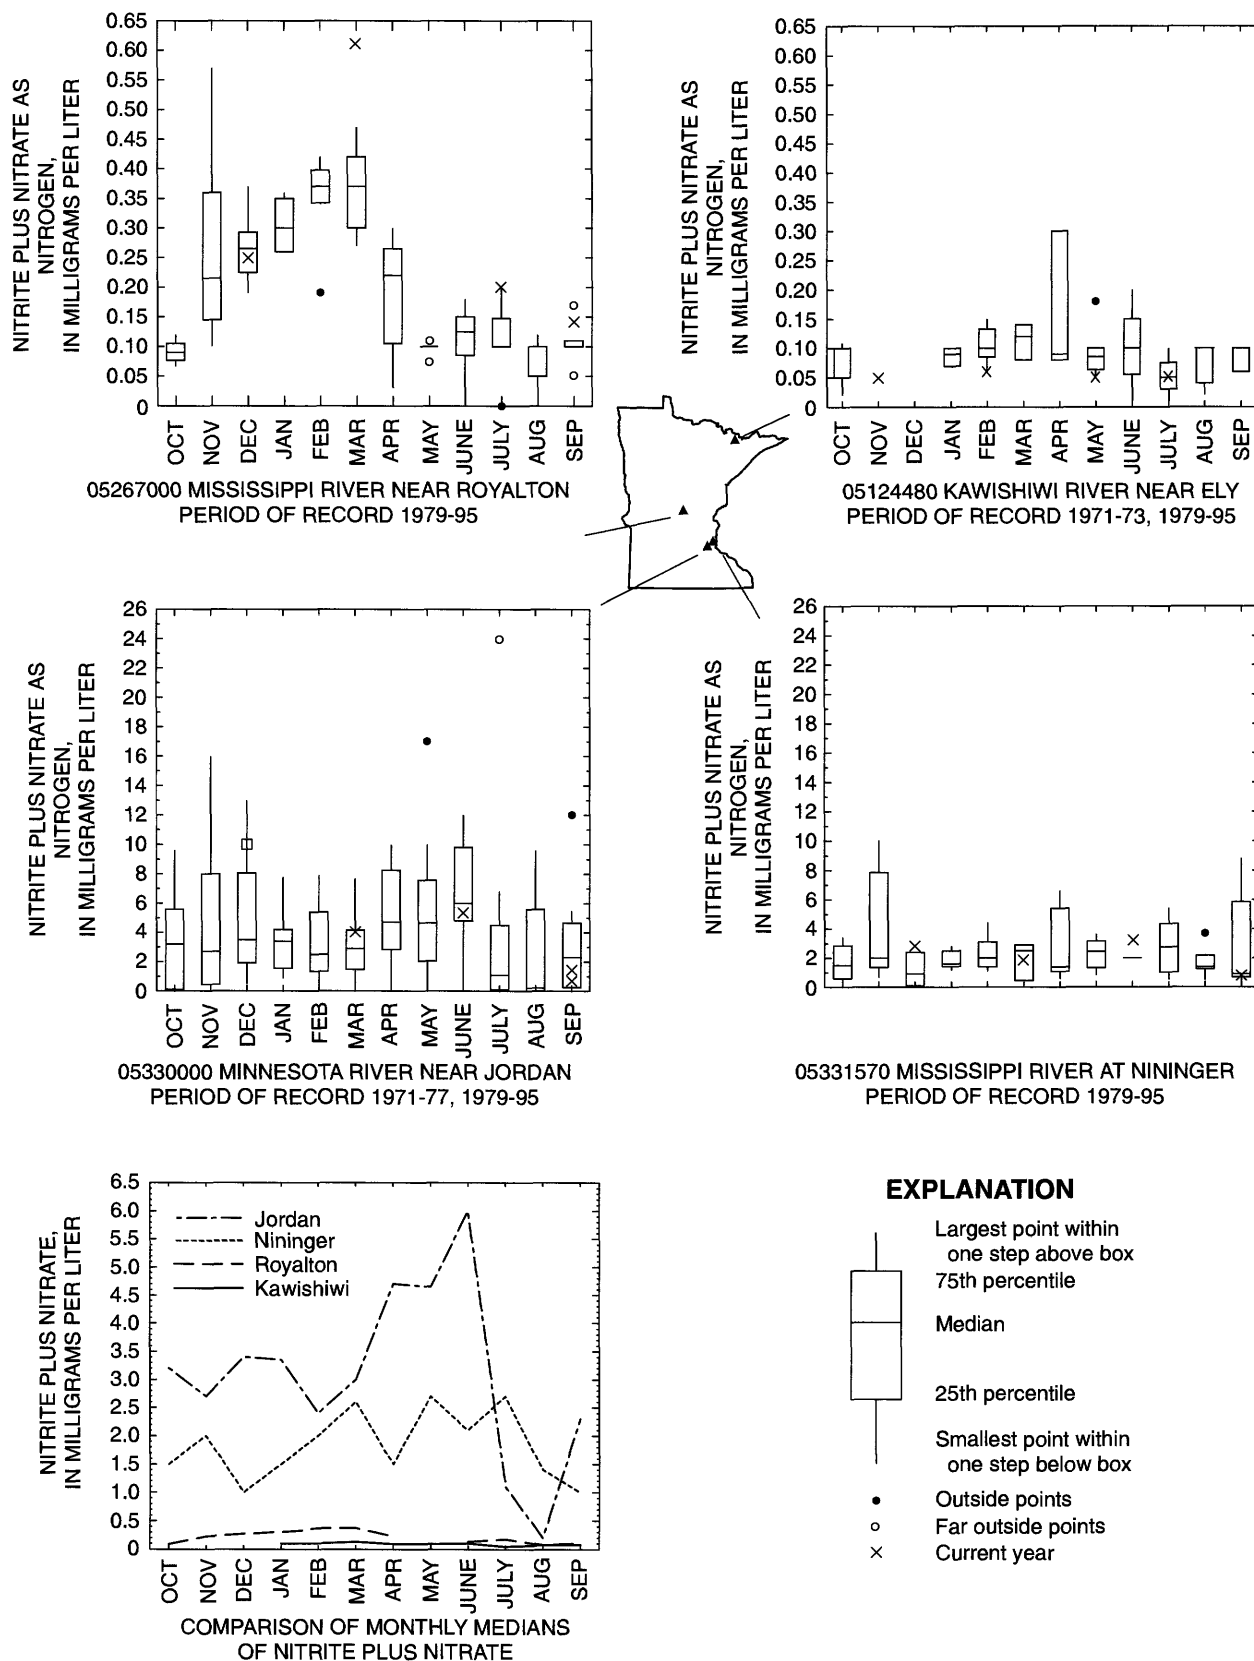 NITRITE PLUS NITRATE AS
NITROGEN,
IN MILLIGRAMS PER LITER
0.65
0.60
0.55
0.50
0.45
0.40
0.35
0.30
0.25
0.20
0.15
0.10
0.05
0
OCT
NOV
DEC
JAN
FEB
MAR
APR
MAY
JUNE
JULY
AUG
SEP
05267000 MISSISSIPPI RIVER NEAR ROYALTON
PERIOD OF RECORD 1979-95
NITRITE PLUS NITRATE AS
NITROGEN,
IN MILLIGRAMS PER LITER
0.65
0.60
0.55
0.50
0.45
0.40
0.35
0.30
0.25
0.20
0.15
0.10
0.05
0
OCT
NOV
DEC
JAN
FEB
MAR
APR
MAY
JUNE
JULY
AUG
SEP
05124480 KAWISHIWI RIVER NEAR ELY
PERIOD OF RECORD 1971-73, 1979-95
NITRITE PLUS NITRATE AS
NITROGEN,
IN MILLIGRAMS PER LITER
26
24
22
20
18
16
14
12
10
8
6
4
2
0
OCT
NOV
DEC
JAN
FEB
MAR
APR
MAY
JUNE
JULY
AUG
SEP
05330000 MINNESOTA RIVER NEAR JORDAN
PERIOD OF RECORD 1971-77, 1979-95
NITRITE PLUS NITRATE AS
NITROGEN,
IN MILLIGRAMS PER LITER
26
24
22
20
18
16
14
12
10
8
6
4
2
0
05331570 MISSISSIPPI RIVER AT NININGER
PERIOD OF RECORD 1979-95
NITRITE PLUS NITRATE,
IN MILLIGRAMS PER LITER
6.5
6.0
5.5
5.0
4.5
4.0
3.5
3.0
2.5
2.0
1.5
1.0
0.5
0
Jordan
Nininger
Royalton
Kawishiwi
OCT
NOV
DEC
JAN
FEB
MAR
APR
MAY
JUNE
JULY
AUG
SEP
COMPARISON OF MONTHLY MEDIANS
OF NITRITE PLUS NITRATE
EXPLANATION
Largest point within
one step above box
75th percentile
Median
25th percentile
Smallest point within
one step below box
Outside points
Far outside points
Current year